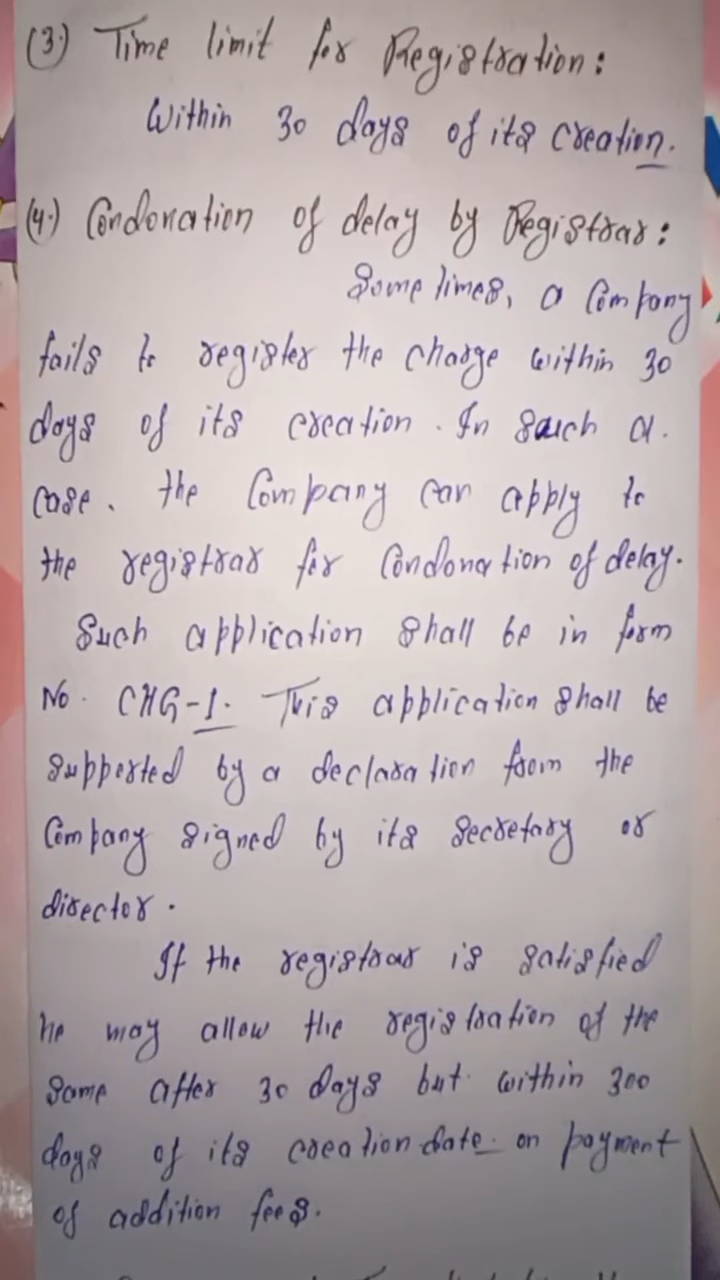 (3.) Time limit for Registration:
Within 30 days of its creation.
(4.) Condonation of delay by Registrar:
Some times, a Company
fails to register the charge within 30
days of its creation. In such a.
case. the Company can apply to
the registrar for Condonation of delay.
Such application shall be in form
No. CHG-1. This application shall be
supported by a declaration from the
Company signed by its secretary or
director.
If the registrar is satisfied
he may allow the registration of the
same after 30 days but within 300
days of its creation date on payment
of addition fees.